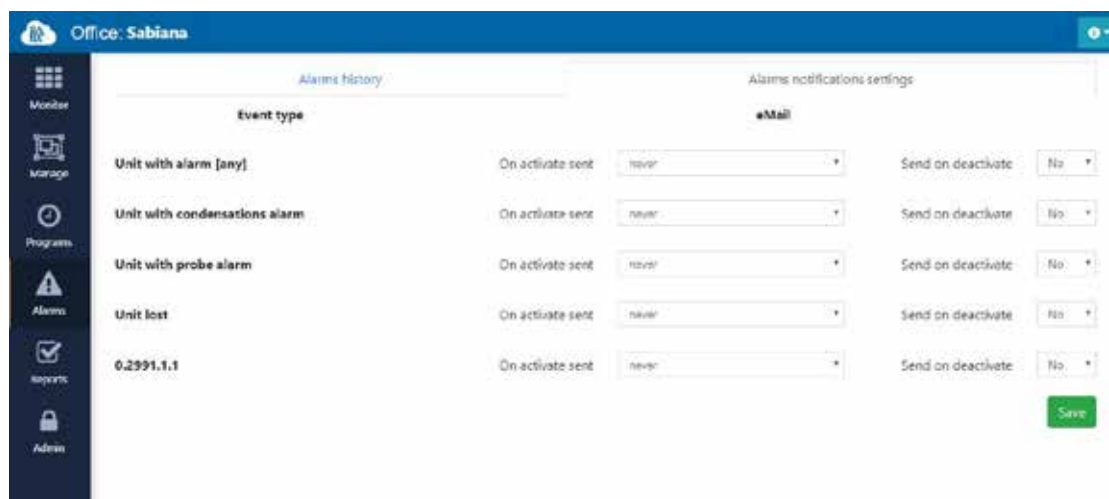 Office: Sabiana
Monitor
Manage
Programs
Alarms
Reports
Admin
Alarms history
Alarms notifications settings
Event type eMail
Unit with alarm [any] On activate sent never Send on deactivate No
Unit with condensations alarm On activate sent never Send on deactivate No
Unit with probe alarm On activate sent never Send on deactivate No
Unit lost On activate sent never Send on deactivate No
0.2991.1.1 On activate sent never Send on deactivate No
Save